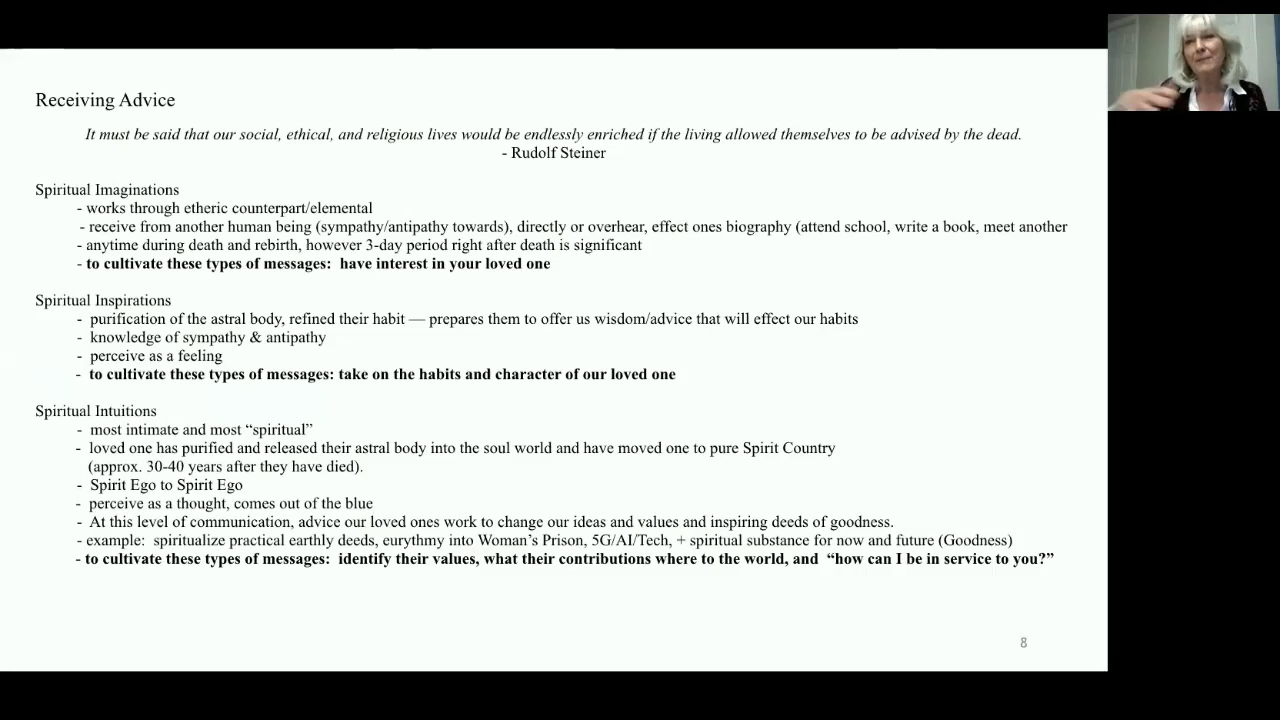 Receiving Advice
It must be said that our social, ethical, and religious lives would be endlessly enriched if the living allowed themselves to be advised by the dead.
- Rudolf Steiner
Spiritual Imaginations
- works through etheric counterpart/elemental
- receive from another human being (sympathy/antipathy towards), directly or overhear, effect ones biography (attend school, write a book, meet another
- anytime during death and rebirth, however 3-day period right after death is significant
- to cultivate these types of messages:  have interest in your loved one
Spiritual Inspirations
- purification of the astral body, refined their habit — prepares them to offer us wisdom/advice that will effect our habits
- knowledge of sympathy & antipathy
- perceive as a feeling
- to cultivate these types of messages: take on the habits and character of our loved one
Spiritual Intuitions
- most intimate and most “spiritual”
- loved one has purified and released their astral body into the soul world and have moved one to pure Spirit Country
(approx. 30-40 years after they have died).
- Spirit Ego to Spirit Ego
- perceive as a thought, comes out of the blue
- At this level of communication, advice our loved ones work to change our ideas and values and inspiring deeds of goodness.
- example:  spiritualize practical earthly deeds, eurythmy into Woman’s Prison, 5G/AI/Tech, + spiritual substance for now and future (Goodness)
- to cultivate these types of messages:  identify their values, what their contributions where to the world, and  “how can I be in service to you?”
8